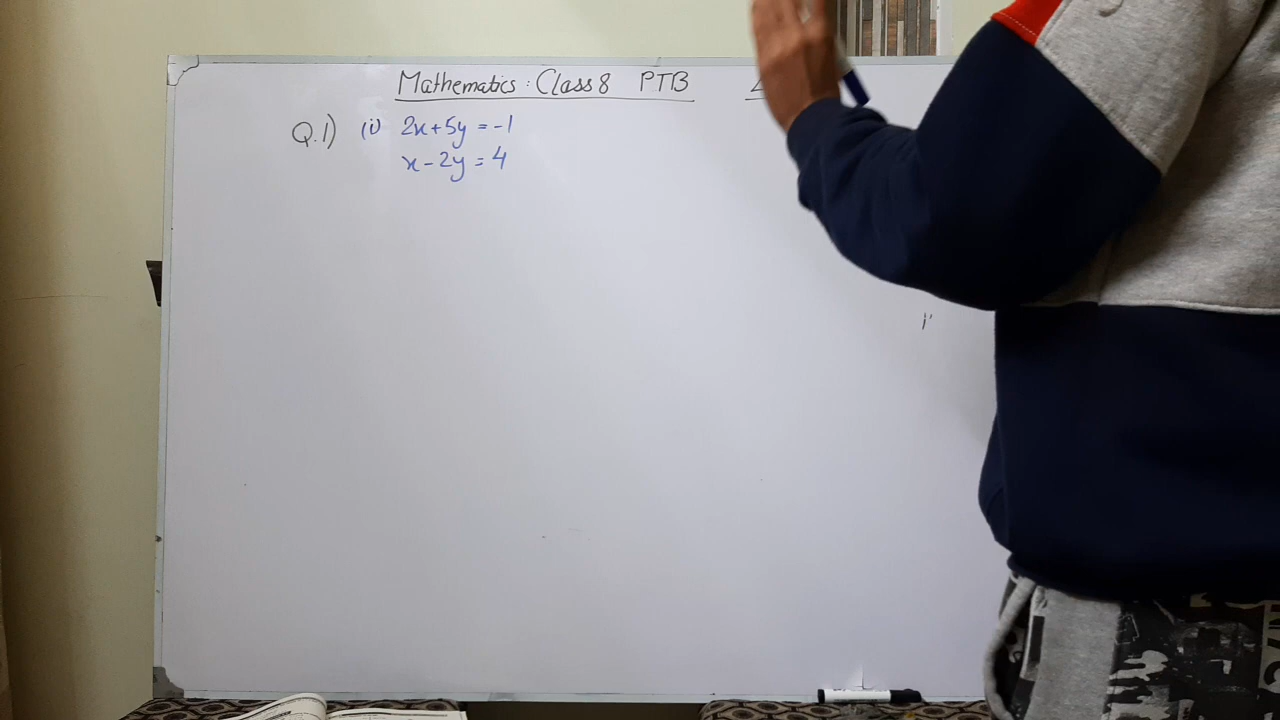 Mathematics : Class 8 PTB
Q.1) (i) 2x+5y = -1
x-2y = 4